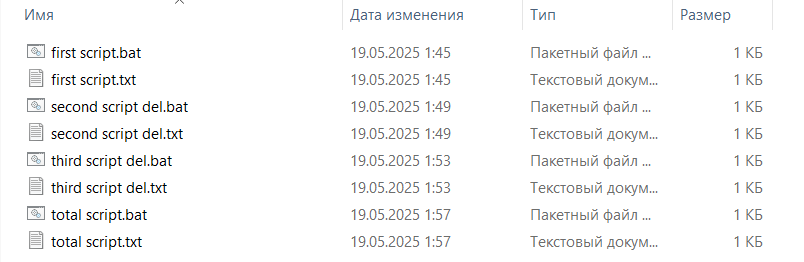 Имя Дата изменения Тип Размер
first script.bat 19.05.2025 1:45 Пакетный файл ... 1 КБ
first script.txt 19.05.2025 1:45 Текстовый докум... 1 КБ
second script del.bat 19.05.2025 1:49 Пакетный файл ... 1 КБ
second script del.txt 19.05.2025 1:49 Текстовый докум... 1 КБ
third script del.bat 19.05.2025 1:53 Пакетный файл ... 1 КБ
third script del.txt 19.05.2025 1:53 Текстовый докум... 1 КБ
total script.bat 19.05.2025 1:57 Пакетный файл ... 1 КБ
total script.txt 19.05.2025 1:57 Текстовый докум... 1 КБ